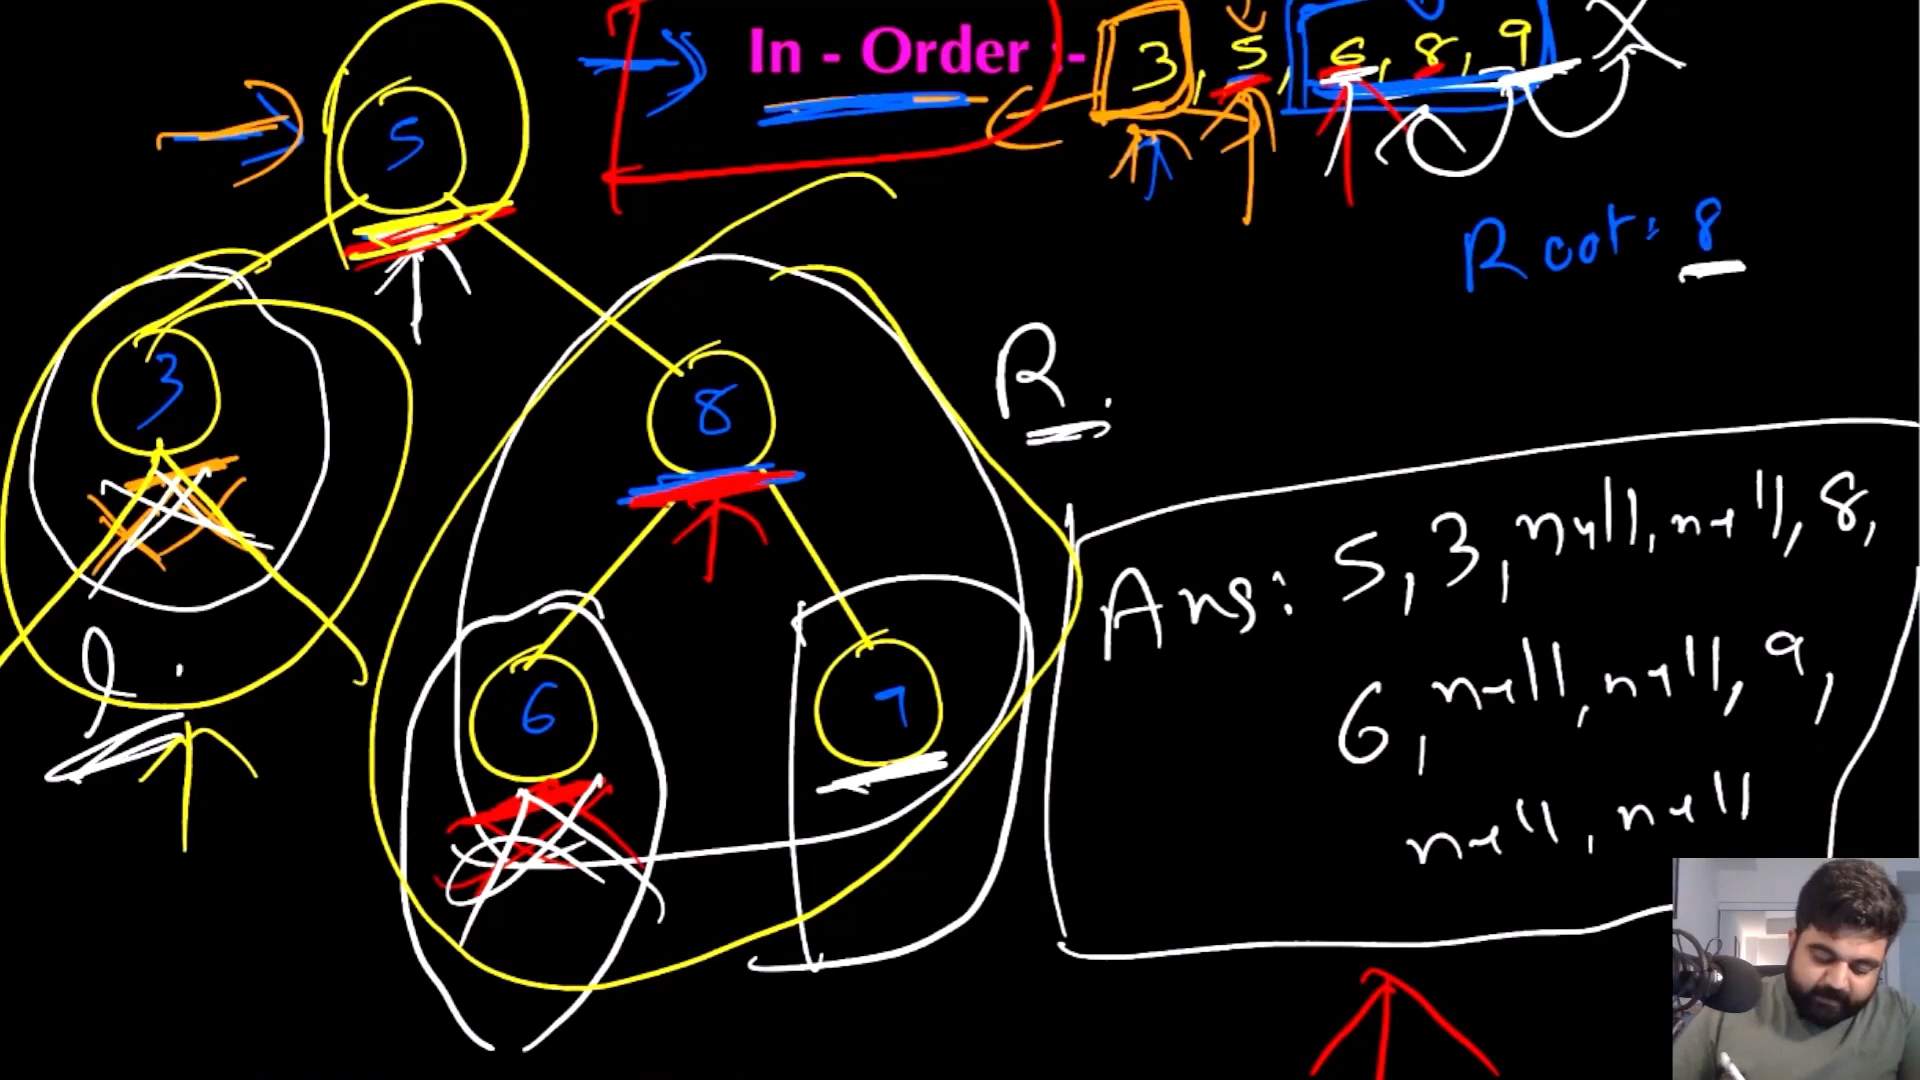 In - Order :- 3, 5, 6, 8, 9
5
Root: 8
3
8
R.
Ans: 5, 3, null, null, 8,
6, null, null, 9,
null, null
6
9
l.